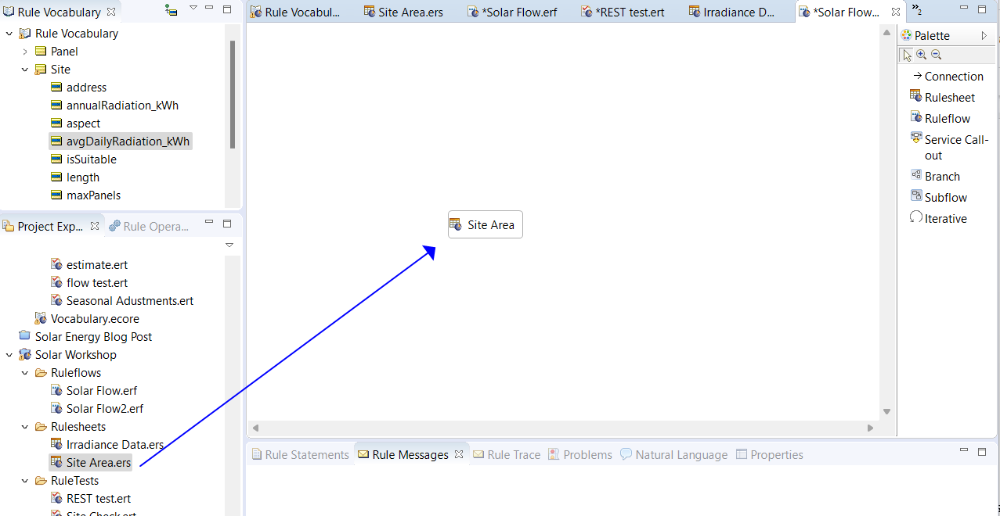 Rule Vocabulary
Rule Vocabulary
Panel
Site
address
annualRadiation_kWh
aspect
avgDailyRadiation_kWh
isSuitable
length
maxPanels
Project Exp...
Rule Opera...
estimate.ert
flow test.ert
Seasonal Adustments.ert
Vocabulary.ecore
Solar Energy Blog Post
Solar Workshop
Ruleflows
Solar Flow.erf
Solar Flow2.erf
Rulesheets
Irradiance Data.ers
Site Area.ers
RuleTests
REST test.ert
Site Check.ert
Rule Vocabul...
Site Area.ers
*Solar Flow.erf
*REST test.ert
Irradiance D...
*Solar Flow...
»2
Site Area
Palette
Connection
Rulesheet
Ruleflow
Service Call-
out
Branch
Subflow
Iterative
Rule Statements
Rule Messages
Rule Trace
Problems
Natural Language
Properties